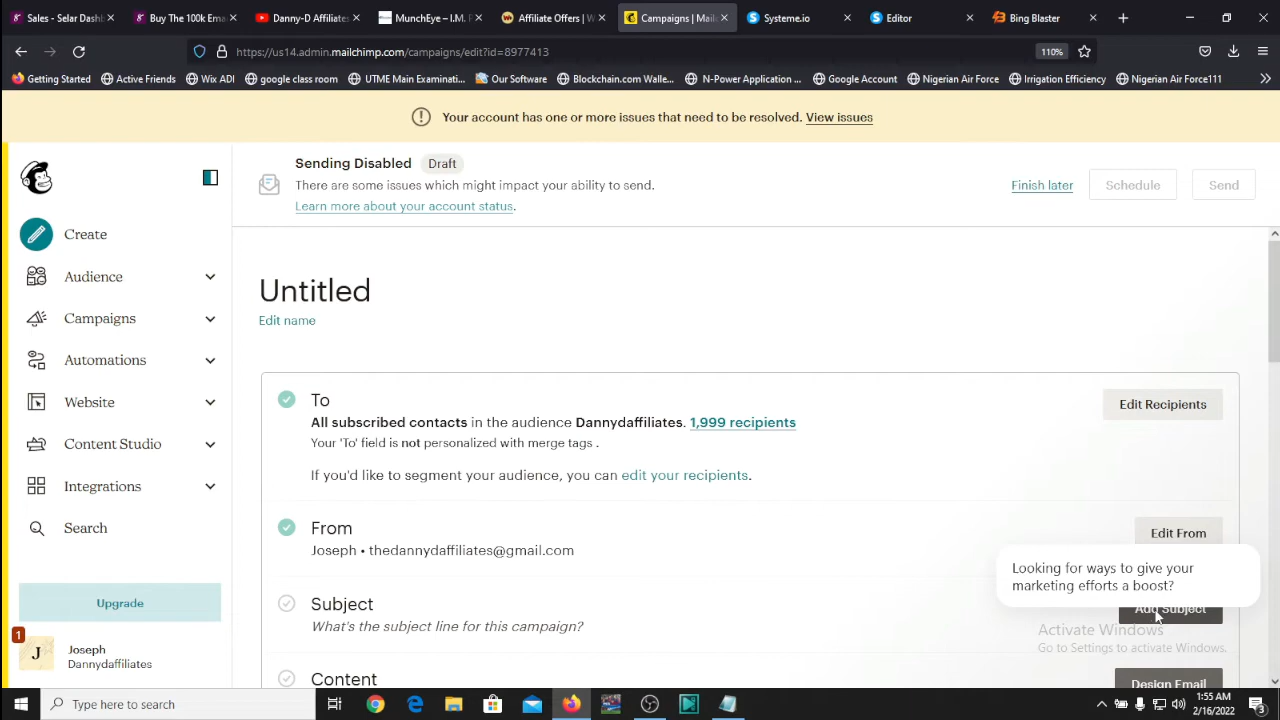 Sales - Serar Dash
Buy The 100k Ema
Danny-D Affiliates
MunchEye – I.M. P
Affiliate Offers | W
Campaigns | Mail
Systeme.io
Editor
Bing Blaster
https://us14.admin.mailchimp.com/campaigns/edit?id=8977413
110%
Getting Started
Active Friends
Wix ADI
google class room
UTME Main Examinati...
Our Software
Blockchain.com Walle...
N-Power Application ...
Google Account
Nigerian Air Force
Irrigation Efficiency
Nigerian Air Force111
Your account has one or more issues that need to be resolved. View issues
Sending Disabled Draft
There are some issues which might impact your ability to send.
Learn more about your account status.
Finish later
Schedule
Send
Create
Audience
Campaigns
Automations
Website
Content Studio
Integrations
Search
Upgrade
1
J
Joseph
Dannydaffiliates
Untitled
Edit name
To
All subscribed contacts in the audience Dannydaffiliates. 1,999 recipients
Your 'To' field is not personalized with merge tags .
If you'd like to segment your audience, you can edit your recipients.
Edit Recipients
From
Joseph • thedannydaffiliates@gmail.com
Edit From
Looking for ways to give your
marketing efforts a boost?
Subject
What's the subject line for this campaign?
Add Subject
Activate Windows
Go to Settings to activate Windows.
Content
Design Email
Type here to search
1:55 AM
2/16/2022
3